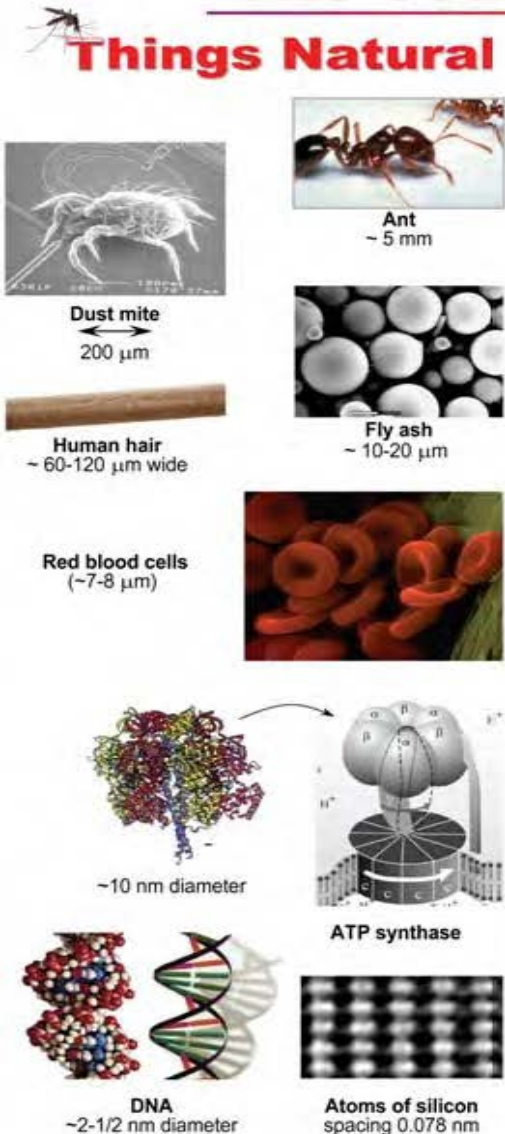 Things Natural
Ant
~ 5 mm
Dust mite
200 μm
Fly ash
~ 10-20 μm
Human hair
~ 60-120 μm wide
Red blood cells
(~7-8 μm)
α
β
α
β
α
β
H⁺
~10 nm diameter
ATP synthase
DNA
~2-1/2 nm diameter
Atoms of silicon
spacing 0.078 nm